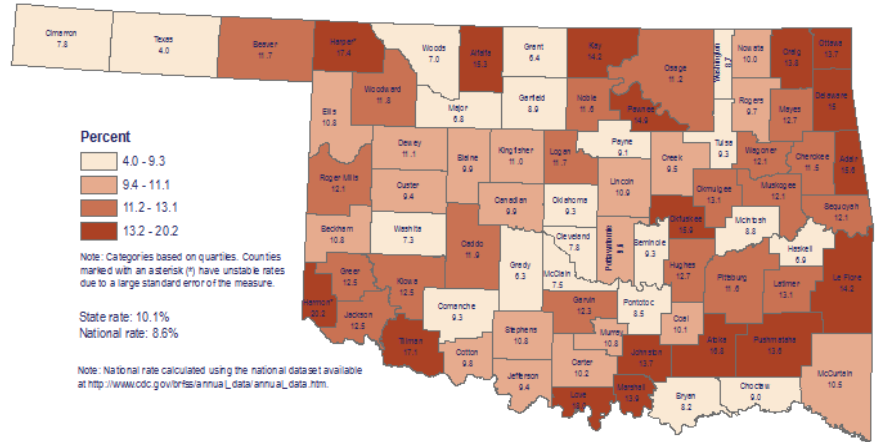 Cimarron
7.8
Texas
4.0
Beaver
11.7
Harper*
17.4
Woods
7.0
Alfalfa
15.3
Grant
6.4
Kay
14.2
Osage
11.2
Washington
8.7
Nowata
10.0
Craig
13.8
Ottawa
13.7
Ellis
10.8
Woodward
11.8
Major
6.8
Garfield
8.9
Noble
11.6
Pawnee
14.9
Rogers
9.7
Mayes
12.7
Delaware
15
Percent
4.0 - 9.3
9.4 - 11.1
11.2 - 13.1
13.2 - 20.2
Dewey
11.1
Blaine
9.9
Kingfisher
11.0
Logan
11.7
Payne
9.1
Creek
9.5
Tulsa
9.3
Wagoner
12.1
Cherokee
11.5
Adair
Roger Mills
12.1
Custer
9.4
Canadian
9.9
Oklahoma
9.3
Lincoln
10.9
Okmulgee
13.1
Muskogee
12.1
Sequoyah
12.1
Beckham
10.8
Washita
7.3
Caddo
11.9
Grady
6.3
Cleveland
7.8
McClain
7.5
Pottawatomie
Seminole
9.3
Okfuskee
15.9
McIntosh
8.8
Haskell
6.9
Note: Categories based on quartiles. Counties
marked with an asterisk (*) have unstable rates
due to a large standard error of the measure.
Greer
12.5
Kiowa
12.5
Hughes
12.7
Pittsburg
11.6
Latimer
13.1
Le Flore
14.2
Harmon*
20.2
Jackson
12.5
Comanche
9.3
Garvin
12.3
Pontotoc
8.5
Coal
10.1
State rate: 10.1%
National rate: 8.6%
Tillman
17.1
Cotton
9.8
Stephens
10.8
Murray
10.8
Johnston
13.7
Atoka
16.8
Pushmataha
13.6
McCurtain
10.5
Jefferson
9.4
Carter
10.2
Love
Marshall
13.9
Bryan
8.2
Choctaw
9.0
Note: National rate calculated using the national dataset available
at http://www.cdc.gov/brfss/annual_data/annual_data.htm.